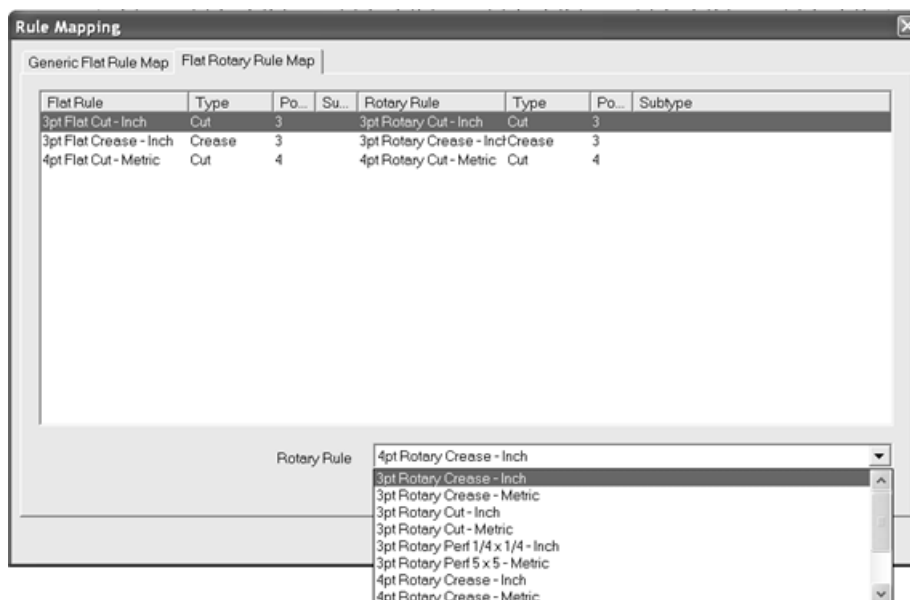 Rule Mapping
Generic Flat Rule Map Flat Rotary Rule Map
Flat Rule Type Po... Su... Rotary Rule Type Po... Subtype
3pt Flat Cut - Inch Cut 3 3pt Rotary Cut - Inch Cut 3
3pt Flat Crease - Inch Crease 3 3pt Rotary Crease - Incl Crease 3
4pt Flat Cut - Metric Cut 4 4pt Rotary Cut - Metric Cut 4
Rotary Rule 4pt Rotary Crease - Inch
3pt Rotary Crease - Inch
3pt Rotary Crease - Metric
3pt Rotary Cut - Inch
3pt Rotary Cut - Metric
3pt Rotary Perf 1/4 x 1/4 - Inch
3pt Rotary Perf 5 x 5 - Metric
4pt Rotary Crease - Inch
4pt Rotary Crease - Metric